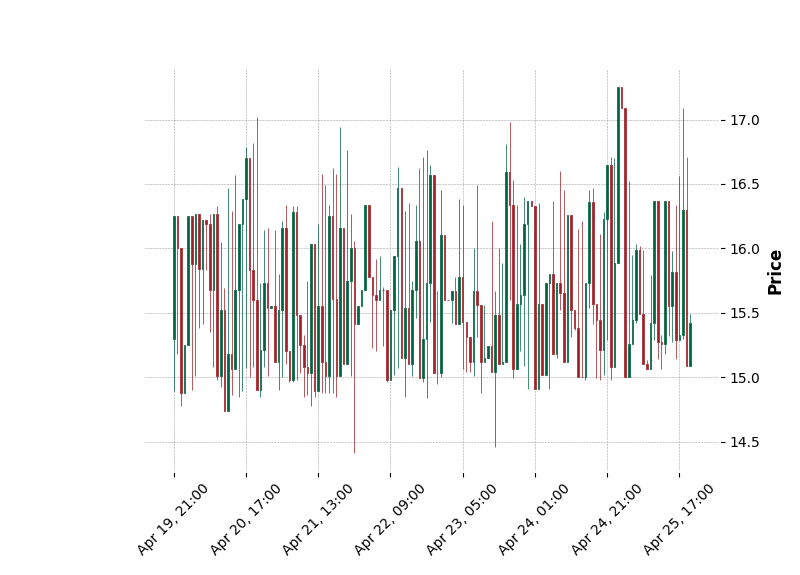 17.0
16.5
16.0
15.5
15.0
14.5
Price
Apr 19, 21:00
Apr 20, 17:00
Apr 21, 13:00
Apr 22, 09:00
Apr 23, 05:00
Apr 24, 01:00
Apr 24, 21:00
Apr 25, 17:00